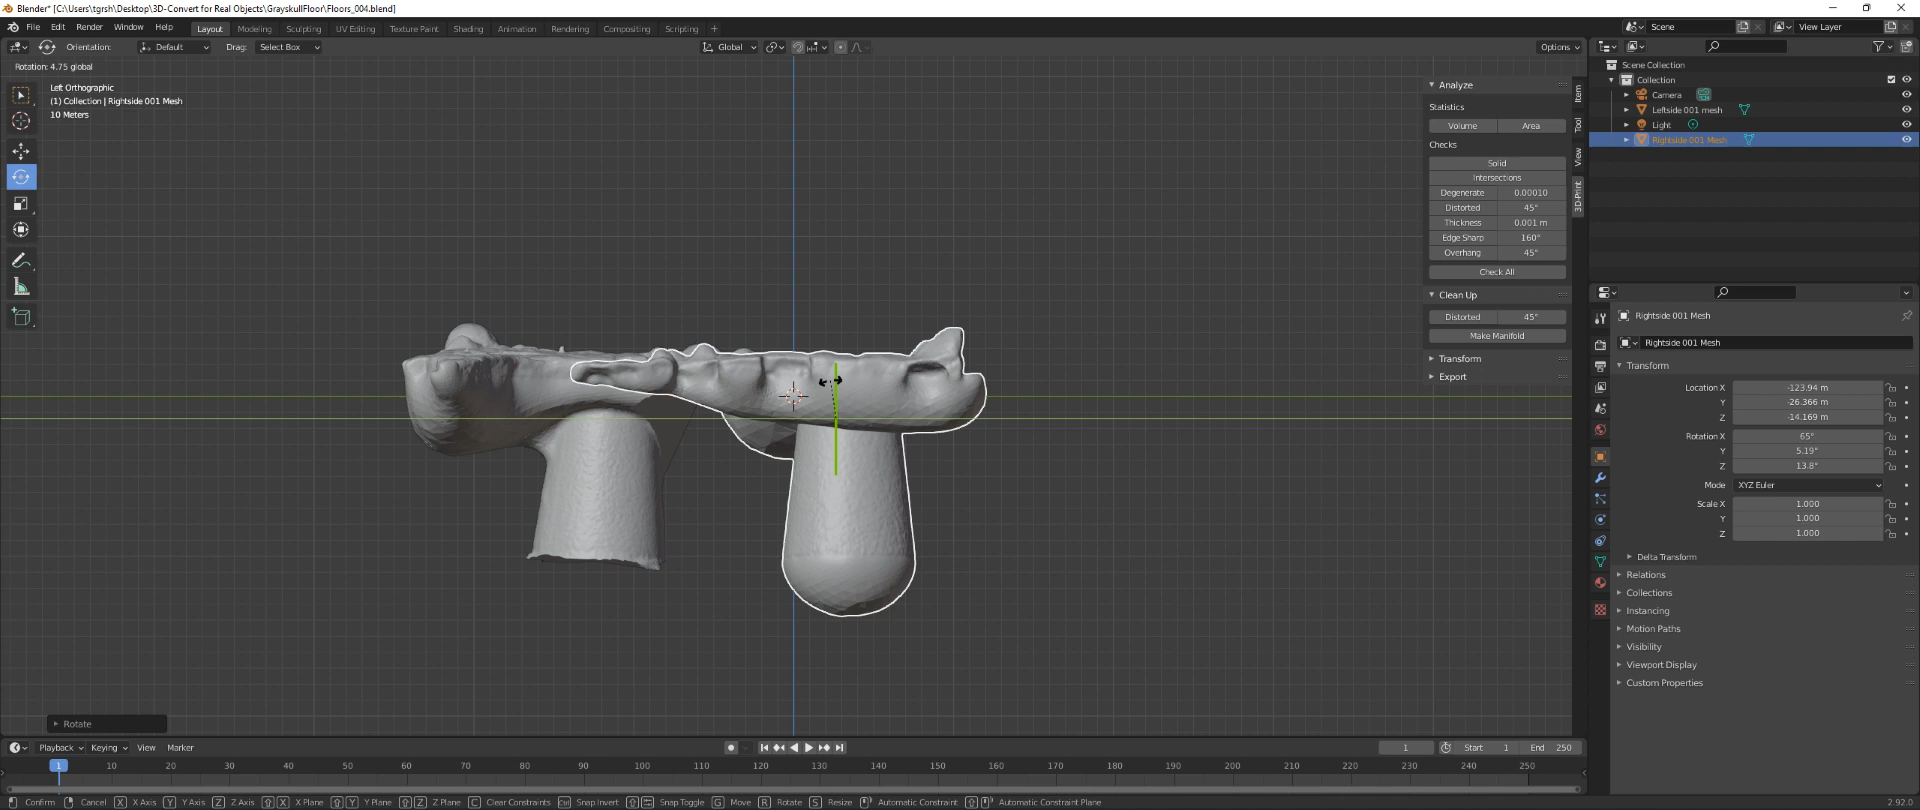 Blender* [C:\Users\tgrsh\Desktop\3D-Convert for Real Objects\GrayskullFloor\Floors_004.blend]
File Edit Render Window Help Layout Modeling Sculpting UV Editing Texture Paint Shading Animation Rendering Compositing Scripting + Scene View Layer
Orientation: Default Drag: Select Box Global Options
Rotation: 4.75 global
Left Orthographic
(1) Collection | Rightside 001 Mesh
10 Meters
Analyze
Statistics
Volume Area
Checks
Solid
Intersections
Degenerate 0.00010
Distorted 45°
Thickness 0.001 m
Edge Sharp 160°
Overhang 45°
Check All
Clean Up
Distorted 45°
Make Manifold
Transform
Export
Item
Tool
View
3D-Print
Scene Collection
Collection
Camera
Leftside 001 mesh
Light
Rightside 001 Mesh
Rightside 001 Mesh
Rightside 001 Mesh
Transform
Location X -123.94 m
Y -26.366 m
Z -14.169 m
Rotation X 65°
Y 5.19°
Z 13.8°
Mode XYZ Euler
Scale X 1.000
Y 1.000
Z 1.000
Delta Transform
Relations
Collections
Instancing
Motion Paths
Visibility
Viewport Display
Custom Properties
Rotate
Playback Keying View Marker 1 Start 1 End 250
1 10 20 30 40 50 60 70 80 90 100 110 120 130 140 150 160 170 180 190 200 210 220 230 240 250
Confirm Cancel X X Axis Y Y Axis Z Z Axis X X Plane Y Y Plane Z Z Plane C Clear Constraints Ctrl Snap Invert Snap Toggle G Move R Rotate S Resize Automatic Constraint Automatic Constraint Plane 2.92.0